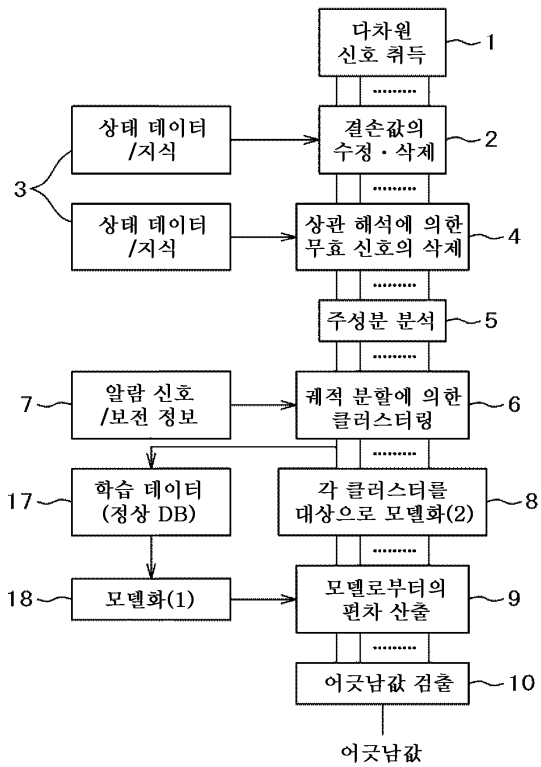 다차원
신호 취득
1
상태 데이터
/지식
결손값의
수정·삭제
2
3
상태 데이터
/지식
상관 해석에 의한
무효 신호의 삭제
4
주성분 분석
5
7
알람 신호
/보전 정보
궤적 분할에 의한
클러스터링
6
17
학습 데이터
(정상 DB)
각 클러스터를
대상으로 모델화(2)
8
18
모델화(1)
모델로부터의
편차 산출
9
어긋남값 검출
10
어긋남값